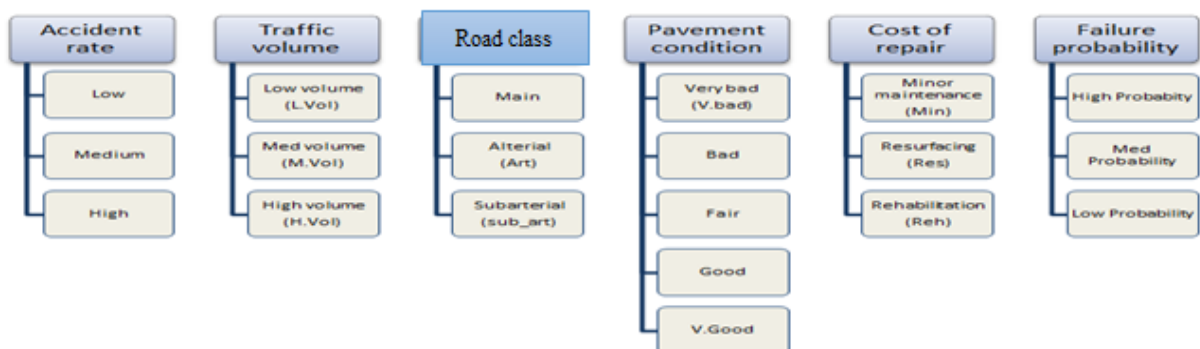 Accident
rate
Low
Medium
High
Traffic
volume
Low volume
(L.Vol)
Med volume
(M.Vol)
High volume
(H.Vol)
Road class
Main
Alterial
(Art)
Subarterial
(sub_art)
Pavement
condition
Very bad
(V.bad)
Bad
Fair
Good
V.Good
Cost of
repair
Minor
maintenance
(Min)
Resurfacing
(Res)
Rehabilitation
(Reh)
Failure
probability
High Probabity
Med
Probability
Low Probability